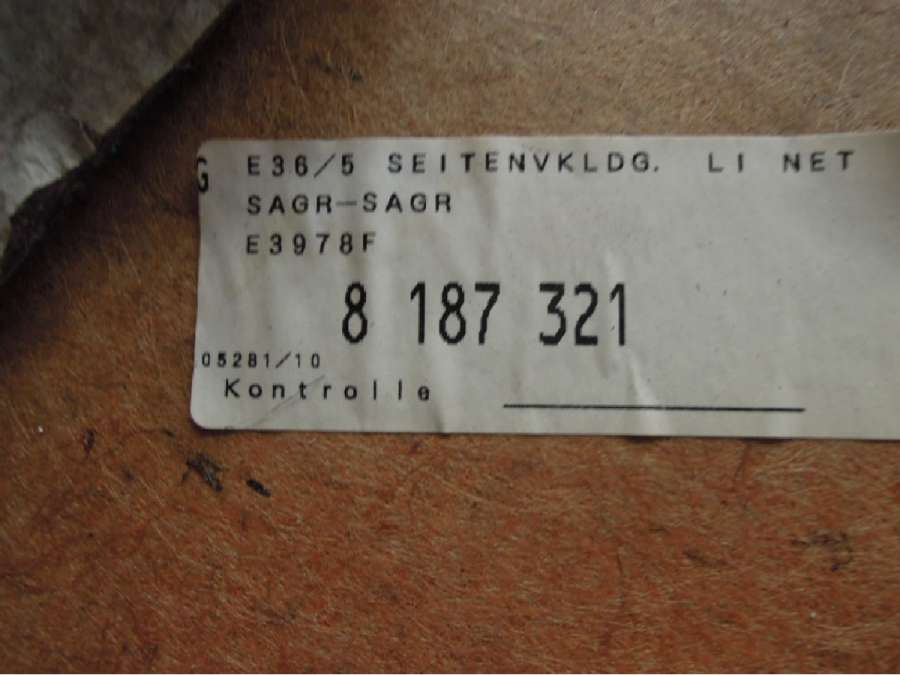 G E36/5 SEITENVKLDG. LI NET
SAGR-SAGR
E3978F
8 187 321
05281/10
Kontrolle